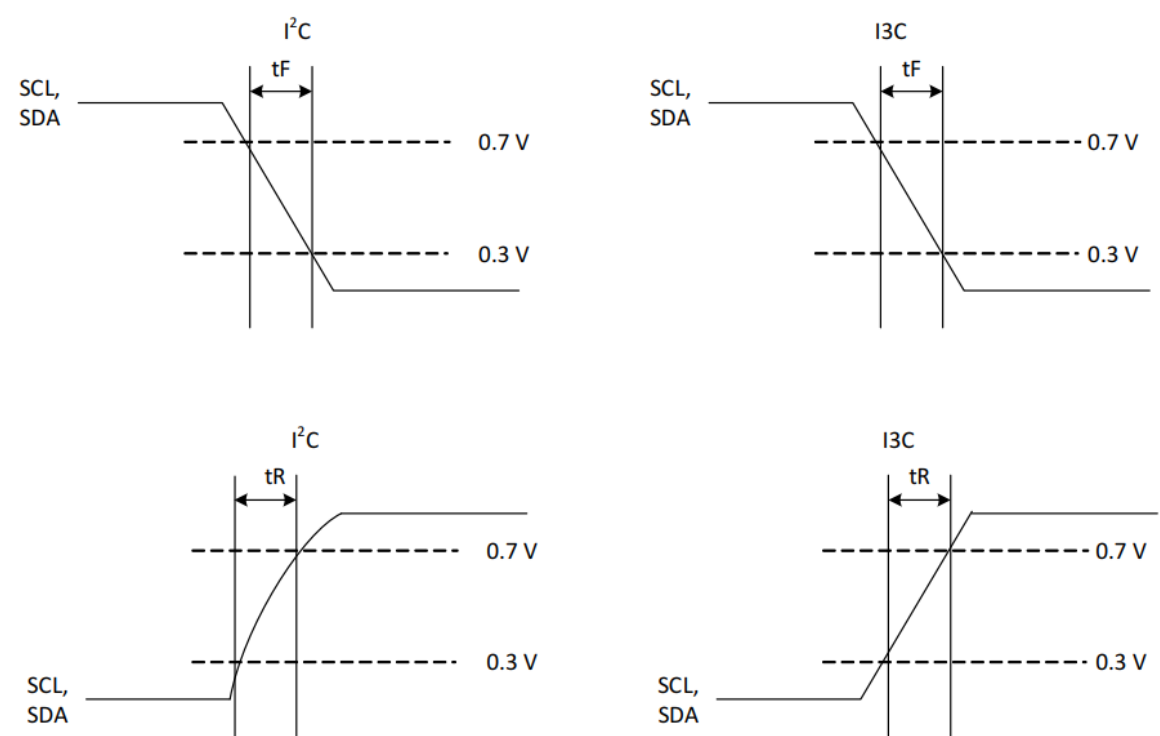 I²C
tF
SCL,
SDA
0.7 V
0.3 V
I3C
tF
SCL,
SDA
0.7 V
0.3 V
I²C
tR
0.7 V
0.3 V
SCL,
SDA
I3C
tR
0.7 V
0.3 V
SCL,
SDA